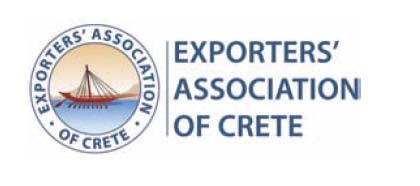 EXPORTERS' ASSOCIATION
· OF CRETE ·
EXPORTERS'
ASSOCIATION
OF CRETE